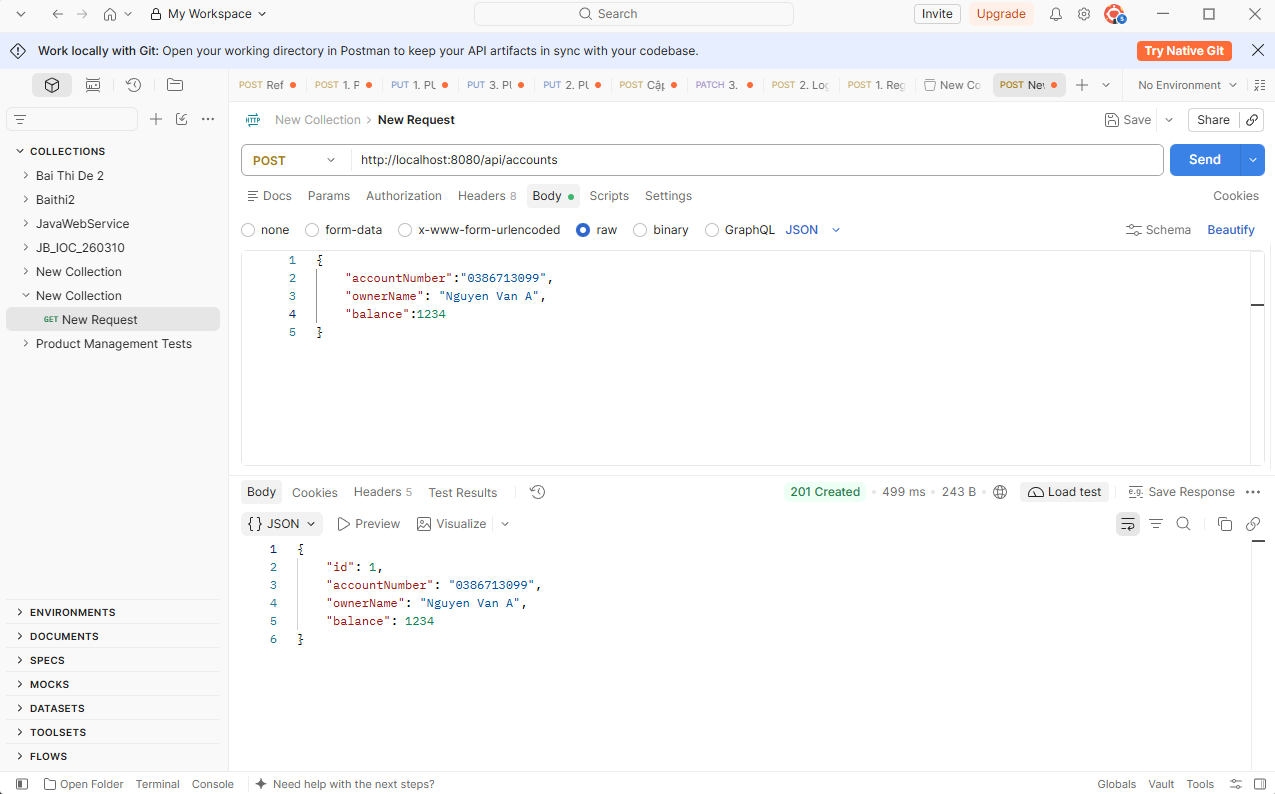 My Workspace
Search
Invite
Upgrade
Work locally with Git: Open your working directory in Postman to keep your API artifacts in sync with your codebase.
Try Native Git
POST Ref
POST 1. P
PUT 1. PU
PUT 3. PU
PUT 2. PU
POST Cập
PATCH 3.
POST 2. Log
POST 1. Reg
New Co
POST New
No Environment
HTTP
New Collection > New Request
Save
Share
COLLECTIONS
Bai Thi De 2
Baithi2
JavaWebService
JB_IOC_260310
New Collection
New Collection
GET New Request
Product Management Tests
ENVIRONMENTS
DOCUMENTS
SPECS
MOCKS
DATASETS
TOOLSETS
FLOWS
POST
http://localhost:8080/api/accounts
Send
Docs
Params
Authorization
Headers 8
Body
Scripts
Settings
Cookies
none
form-data
x-www-form-urlencoded
raw
binary
GraphQL
JSON
Schema
Beautify
1 {
2 "accountNumber":"0386713099",
3 "ownerName": "Nguyen Van A",
4 "balance":1234
5 }
Body
Cookies
Headers 5
Test Results
201 Created
499 ms
243 B
Load test
e.g. Save Response
{} JSON
Preview
Visualize
1 {
2 "id": 1,
3 "accountNumber": "0386713099",
4 "ownerName": "Nguyen Van A",
5 "balance": 1234
6 }
Open Folder
Terminal
Console
Need help with the next steps?
Globals
Vault
Tools